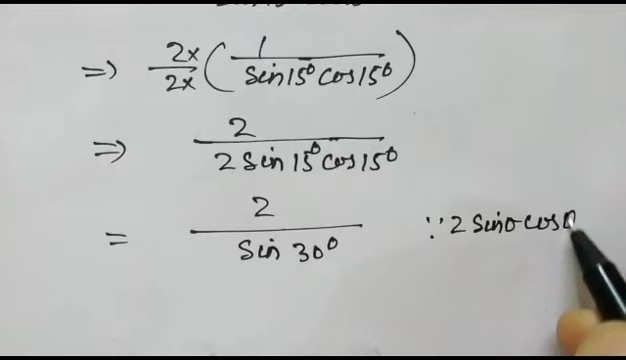 => 2x/2x ( 1/sin15° cos15° )
=> 2/2 sin 15° cos 15°
= 2/sin 30° ∵ 2 sinθ cosθ